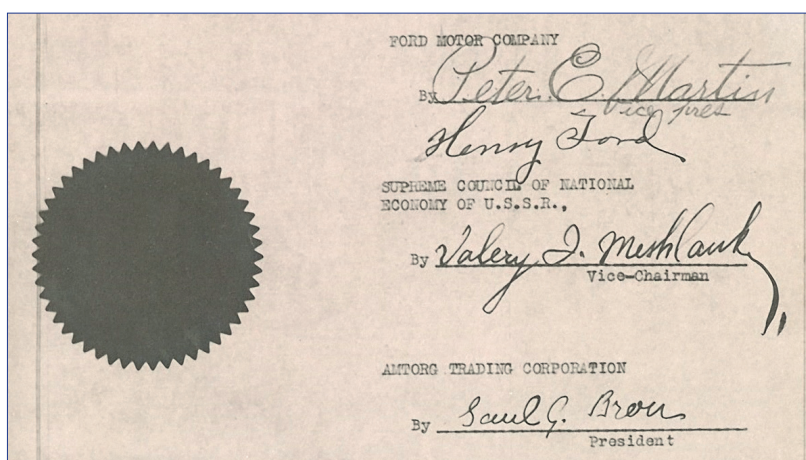 FORD MOTOR COMPANY
By Peter E. Martin
Vice Pres
Henry Ford
SUPREME COUNCIL OF NATIONAL
ECONOMY OF U.S.S.R.,
By Valery I. Meshlauk
Vice-Chairman
AMTORG TRADING CORPORATION
By Saul G. Bron
President